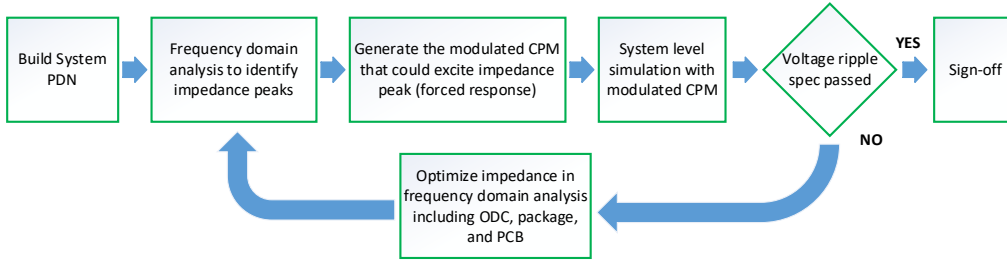 Build System
PDN
Frequency domain
analysis to identify
impedance peaks
Generate the modulated CPM
that could excite impedance
peak (forced response)
System level
simulation with
modulated CPM
Voltage ripple
spec passed
YES
Sign-off
NO
Optimize impedance in
frequency domain analysis
including ODC, package,
and PCB